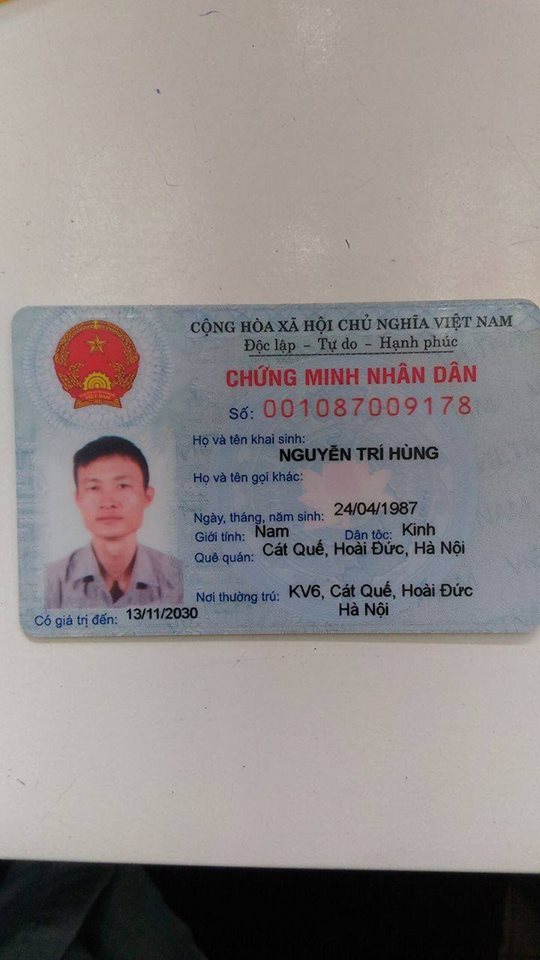 CỘNG HÒA XÃ HỘI CHỦ NGHĨA VIỆT NAM
Độc lập - Tự do - Hạnh phúc
CHỨNG MINH NHÂN DÂN
Số: 001087009178
Họ và tên khai sinh:
NGUYỄN TRÍ HÙNG
Họ và tên gọi khác:
Ngày, tháng, năm sinh: 24/04/1987
Giới tính: Nam Dân tộc: Kinh
Quê quán: Cát Quế, Hoài Đức, Hà Nội
Nơi thường trú: KV6, Cát Quế, Hoài Đức
Hà Nội
Có giá trị đến: 13/11/2030